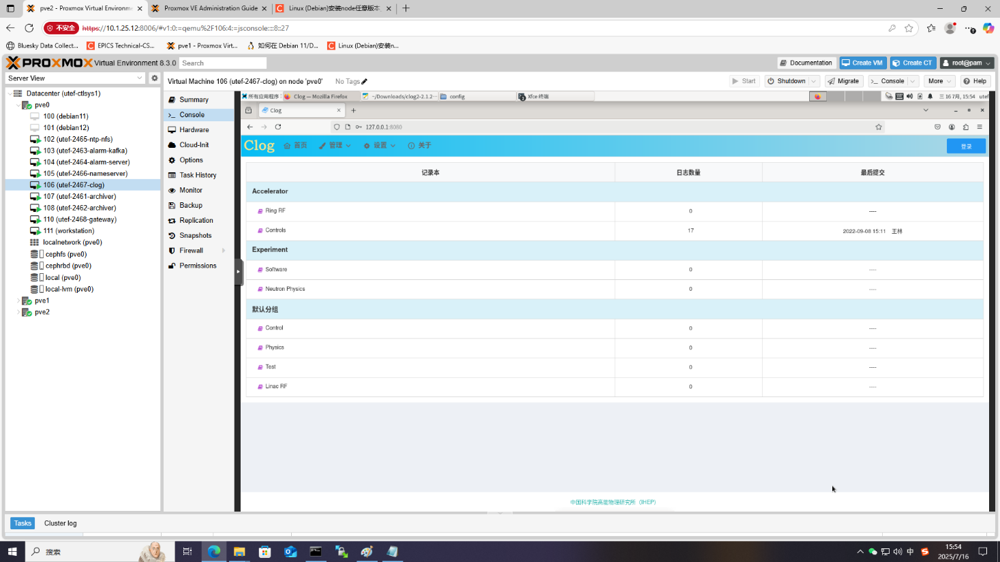 pve2 - Proxmox Virtual Environm
Proxmox VE Administration Guide
Linux (Debian)安装node任意版本
不安全
https://10.1.25.12:8006/#v1:0:=qemu%2F106:4:=jsconsole::::8::27
Bluesky Data Collect...
EPICS Technical-CS...
pve1 - Proxmox Virt...
如何在 Debian 11/D...
Linux (Debian)安装n...
PROXMOX Virtual Environment 8.3.0
Search
Documentation
Create VM
Create CT
root@pam
Server View
Virtual Machine 106 (utef-2467-clog) on node 'pve0'
No Tags
Start
Shutdown
Migrate
Console
More
Help
Datacenter (utef-ctlsys1)
pve0
100 (debian11)
101 (debian12)
102 (utef-2465-ntp-nfs)
103 (utef-2463-alarm-kafka)
104 (utef-2464-alarm-server)
105 (utef-2466-nameserver)
106 (utef-2467-clog)
107 (utef-2461-archiver)
108 (utef-2462-archiver)
110 (utef-2468-gateway)
111 (workstation)
localnetwork (pve0)
cephfs (pve0)
cephrbd (pve0)
local (pve0)
local-lvm (pve0)
pve1
pve2
Summary
Console
Hardware
Cloud-Init
Options
Task History
Monitor
Backup
Replication
Snapshots
Firewall
Permissions
所有应用程序
Clog — Mozilla Firefox
~/Downloads/clog2-2.1.2-...
config
Xfce 终端
三 16 7月, 15:54
utef
Clog
127.0.0.1:8080
Clog
首页
管理
设置
关于
登录
记录本 日志数量 最后提交
Accelerator
Ring RF 0 ----
Controls 17 2022-09-08 15:11 王林
Experiment
Software 0 ----
Neutron Physics 0 ----
默认分组
Control 0 ----
Physics 0 ----
Test 0 ----
Linac RF 0 ----
中国科学院高能物理研究所（IHEP）
Tasks
Cluster log
搜索
中
15:54
2025/7/16